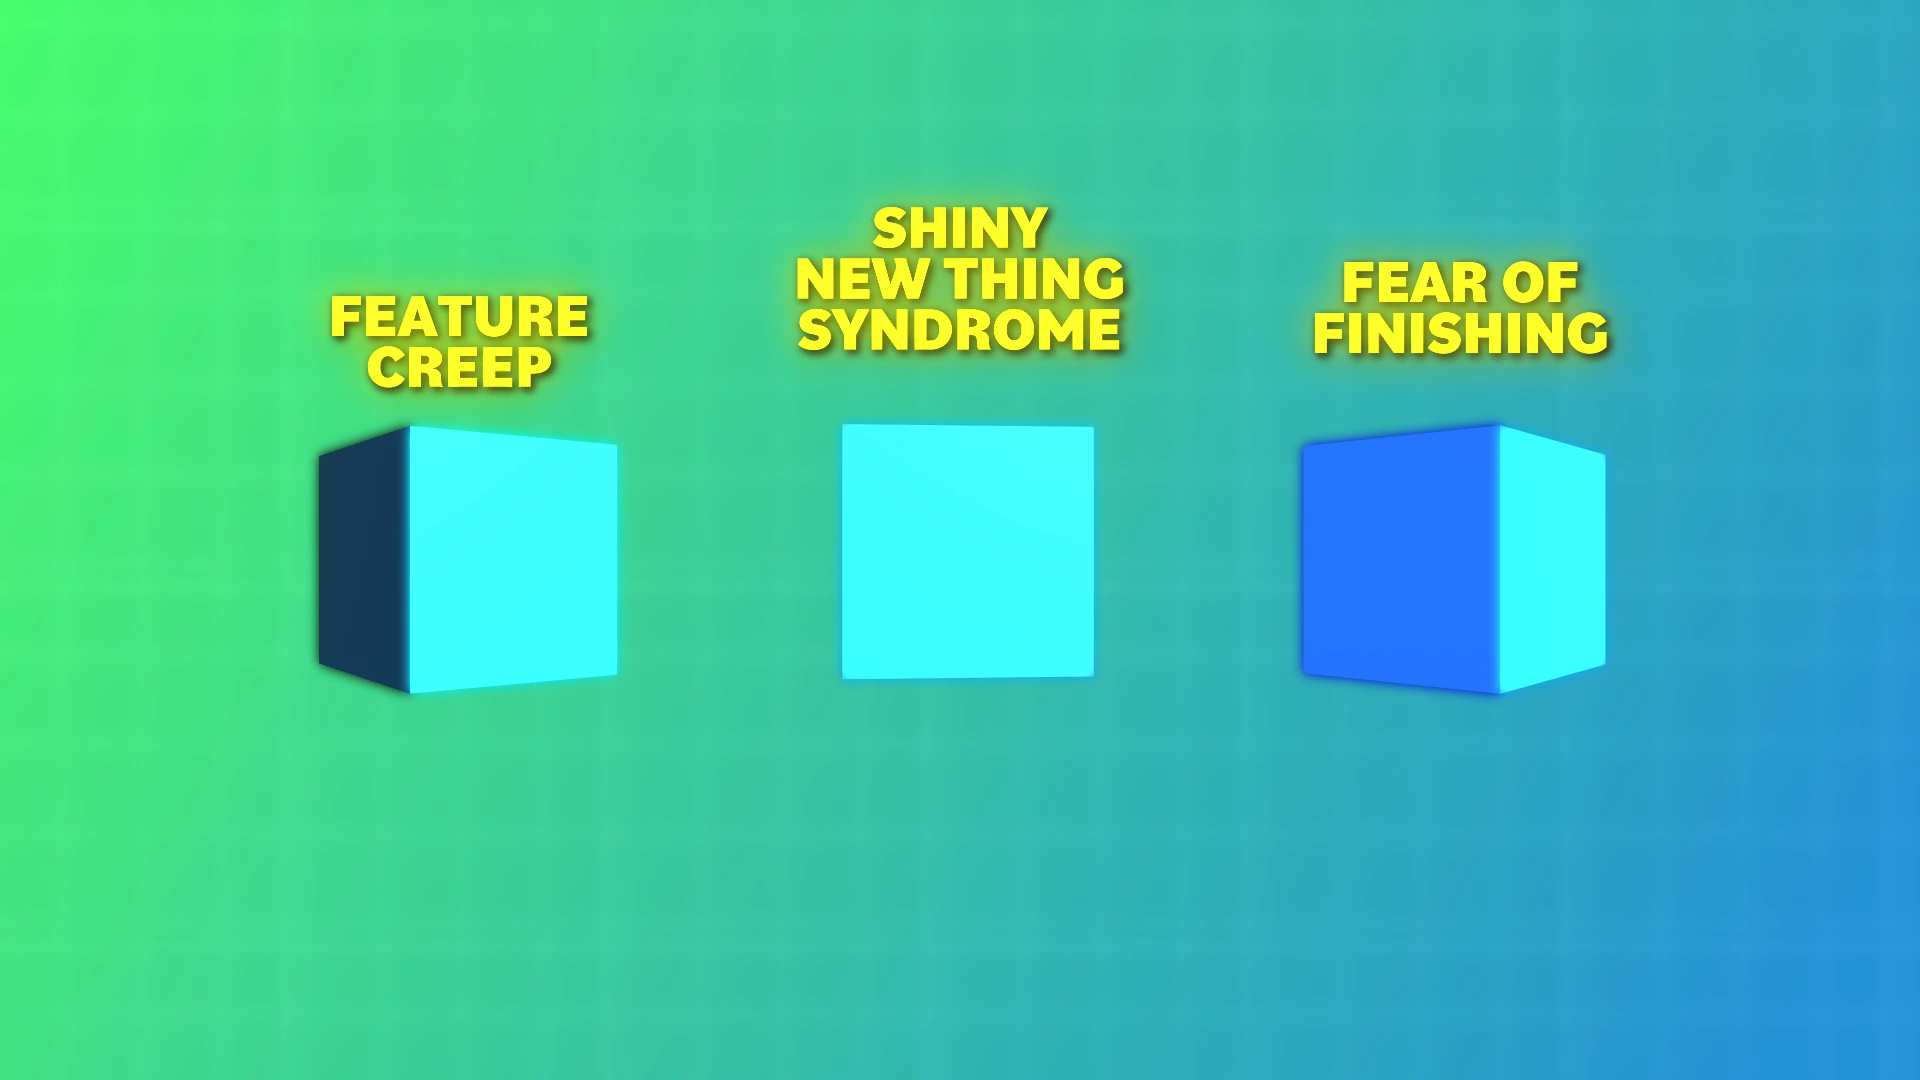 FEATURE
CREEP
SHINY
NEW THING
SYNDROME
FEAR OF
FINISHING